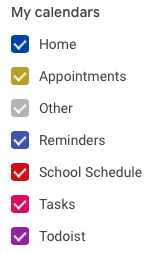 My calendars
Home
Appointments
Other
Reminders
School Schedule
Tasks
Todoist